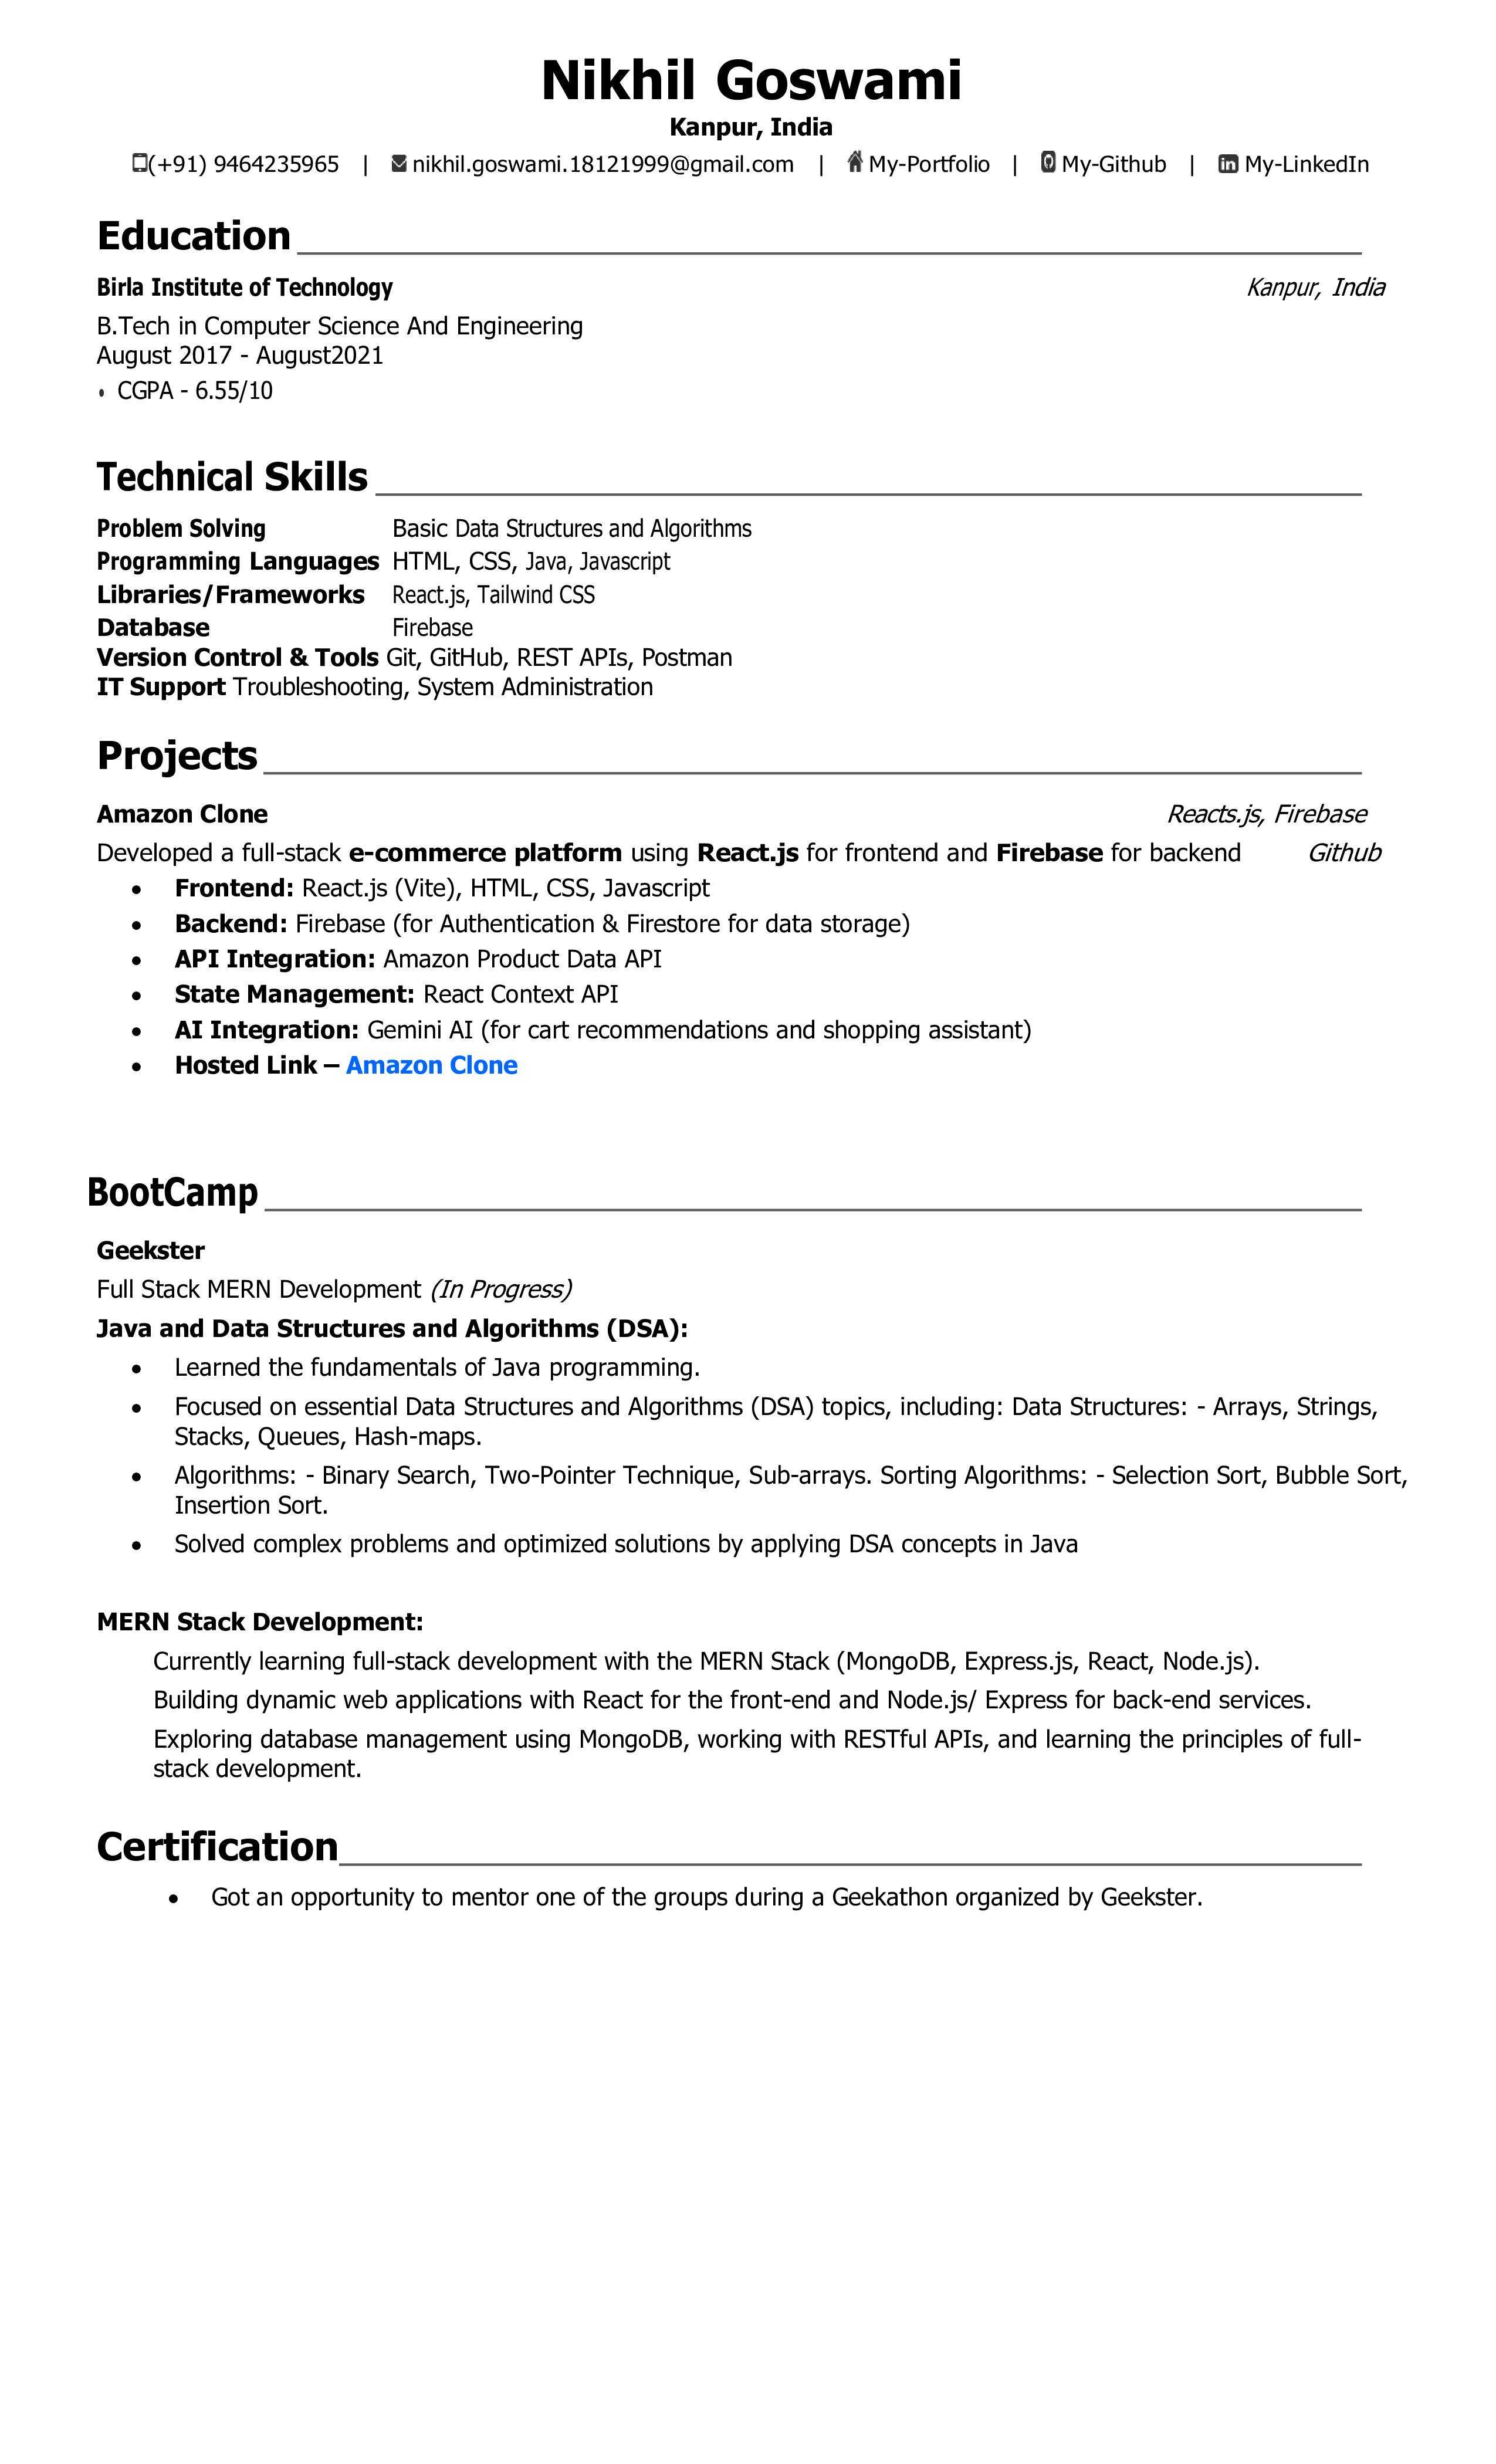 Nikhil Goswami
Kanpur, India
(+91) 9464235965 | nikhil.goswami.18121999@gmail.com | My-Portfolio | My-Github | My-LinkedIn
Education
Birla Institute of Technology Kanpur, India
B.Tech in Computer Science And Engineering
August 2017 - August2021
• CGPA - 6.55/10
Technical Skills
Problem Solving Basic Data Structures and Algorithms
Programming Languages HTML, CSS, Java, Javascript
Libraries/Frameworks React.js, Tailwind CSS
Database Firebase
Version Control & Tools Git, GitHub, REST APIs, Postman
IT Support Troubleshooting, System Administration
Projects
Amazon Clone Reacts.js, Firebase
Developed a full-stack e-commerce platform using React.js for frontend and Firebase for backend Github
• Frontend: React.js (Vite), HTML, CSS, Javascript
• Backend: Firebase (for Authentication & Firestore for data storage)
• API Integration: Amazon Product Data API
• State Management: React Context API
• AI Integration: Gemini AI (for cart recommendations and shopping assistant)
• Hosted Link – Amazon Clone
BootCamp
Geekster
Full Stack MERN Development (In Progress)
Java and Data Structures and Algorithms (DSA):
• Learned the fundamentals of Java programming.
• Focused on essential Data Structures and Algorithms (DSA) topics, including: Data Structures: - Arrays, Strings,
Stacks, Queues, Hash-maps.
• Algorithms: - Binary Search, Two-Pointer Technique, Sub-arrays. Sorting Algorithms: - Selection Sort, Bubble Sort,
Insertion Sort.
• Solved complex problems and optimized solutions by applying DSA concepts in Java
MERN Stack Development:
Currently learning full-stack development with the MERN Stack (MongoDB, Express.js, React, Node.js).
Building dynamic web applications with React for the front-end and Node.js/ Express for back-end services.
Exploring database management using MongoDB, working with RESTful APIs, and learning the principles of full-
stack development.
Certification
• Got an opportunity to mentor one of the groups during a Geekathon organized by Geekster.